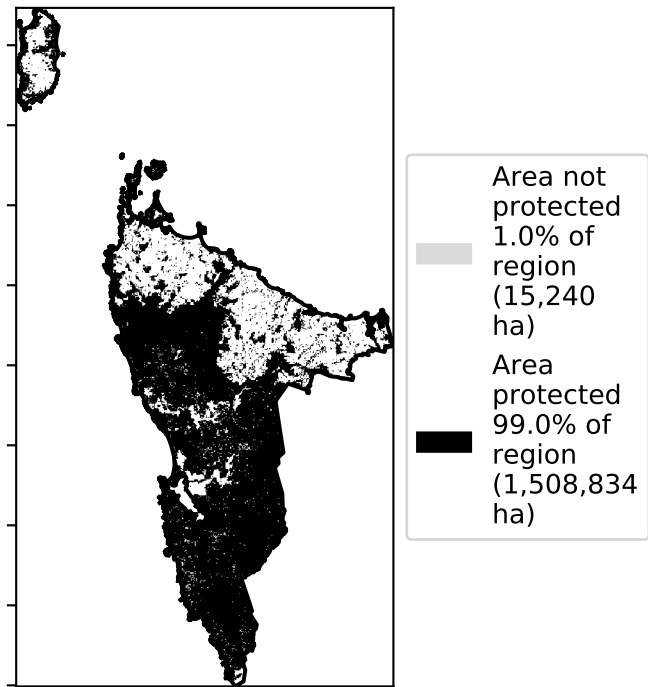 Area not
protected
1.0% of
region
(15,240
ha)
Area
protected
99.0% of
region
(1,508,834
ha)